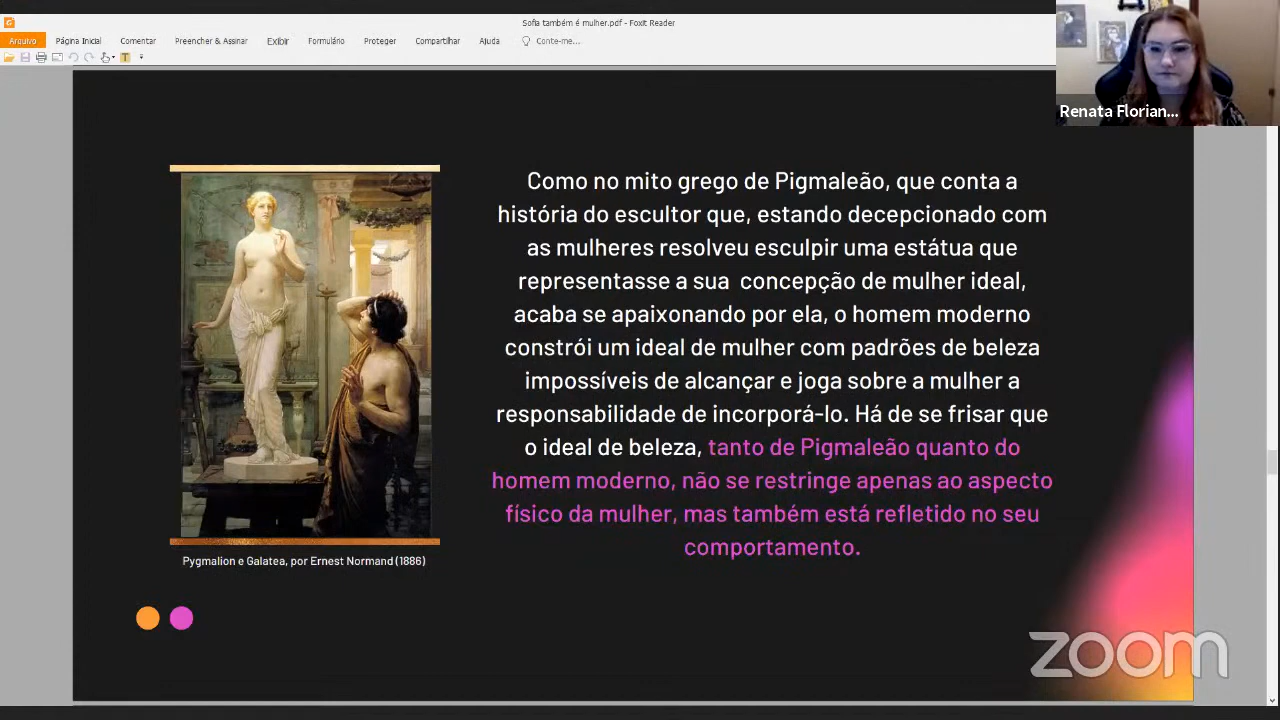 Sofia também é mulher.pdf - Foxit Reader
Arquivo Página Inicial Comentar Preencher & Assinar Exibir Formulário Proteger Compartilhar Ajuda Conte-me...
Renata Florian...
Como no mito grego de Pigmaleão, que conta a
história do escultor que, estando decepcionado com
as mulheres resolveu esculpir uma estátua que
representasse a sua concepção de mulher ideal,
acaba se apaixonando por ela, o homem moderno
constrói um ideal de mulher com padrões de beleza
impossíveis de alcançar e joga sobre a mulher a
responsabilidade de incorporá-lo. Há de se frisar que
o ideal de beleza, tanto de Pigmaleão quanto do
homem moderno, não se restringe apenas ao aspecto
físico da mulher, mas também está refletido no seu
comportamento.
Pygmalion e Galatea, por Ernest Normand (1886)
zoom